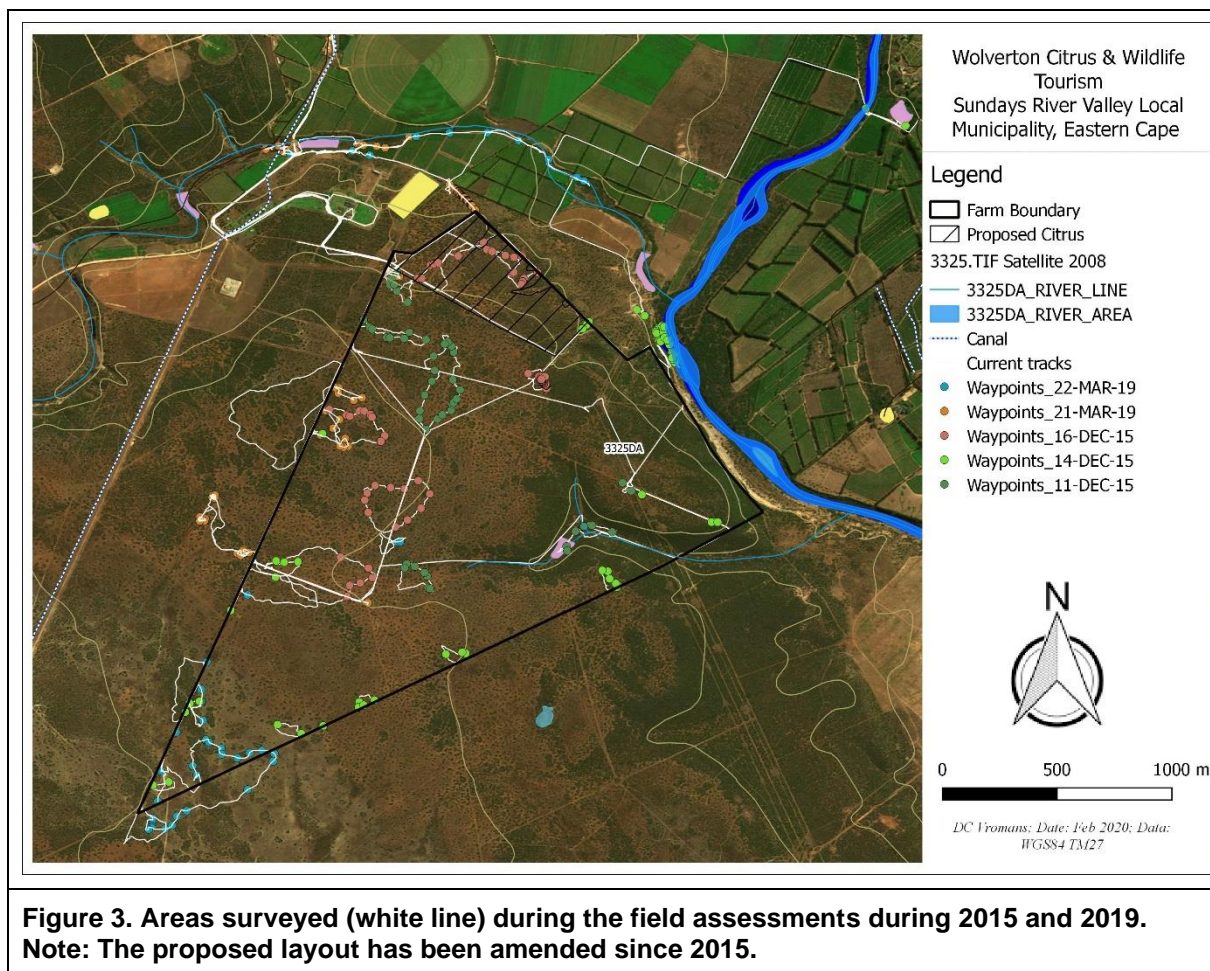 Wolverton Citrus & Wildlife
Tourism
Sundays River Valley Local
Municipality, Eastern Cape
Legend
Farm Boundary
Proposed Citrus
3325.TIF Satellite 2008
3325DA_RIVER_LINE
3325DA_RIVER_AREA
Canal
Current tracks
Waypoints_22-MAR-19
Waypoints_21-MAR-19
Waypoints_16-DEC-15
Waypoints_14-DEC-15
Waypoints_11-DEC-15
3325DA
N
0 500 1000 m
DC Vromans: Date: Feb 2020; Data:
WGS84 TM27
Figure 3. Areas surveyed (white line) during the field assessments during 2015 and 2019.
Note: The proposed layout has been amended since 2015.